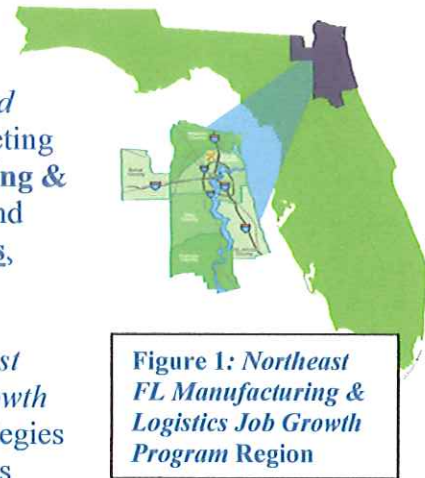 d
eting
ng &
nd
g,
st
wth
egies
s
Figure 1: Northeast
FL Manufacturing &
Logistics Job Growth
Program Region